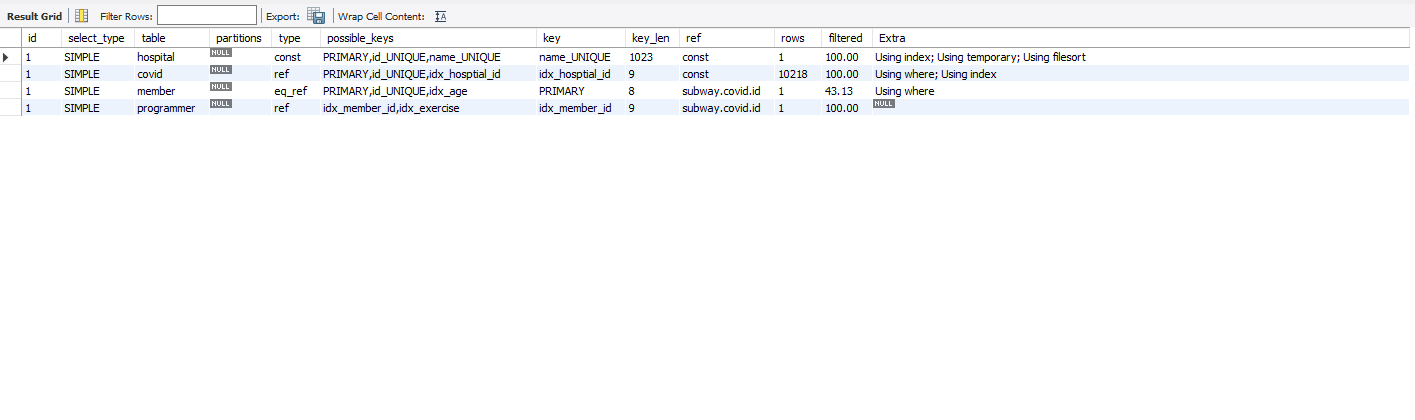 Result Grid Filter Rows: Export: Wrap Cell Content: IA
id select_type table partitions type possible_keys key key_len ref rows filtered Extra
1 SIMPLE hospital NULL const PRIMARY,id_UNIQUE,name_UNIQUE name_UNIQUE 1023 const 1 100.00 Using index; Using temporary; Using filesort
1 SIMPLE covid NULL ref PRIMARY,id_UNIQUE,idx_hosptial_id idx_hosptial_id 9 const 10218 100.00 Using where; Using index
1 SIMPLE member NULL eq_ref PRIMARY,id_UNIQUE,idx_age PRIMARY 8 subway.covid.id 1 43.13 Using where
1 SIMPLE programmer NULL ref idx_member_id,idx_exercise idx_member_id 9 subway.covid.id 1 100.00 NULL